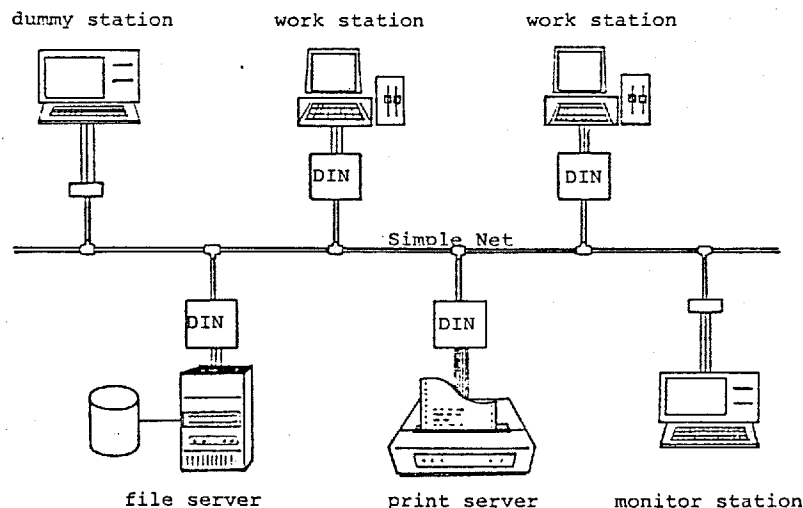 dummy station work station work station
DIN DIN
Simple Net
DIN DIN
file server print server monitor station